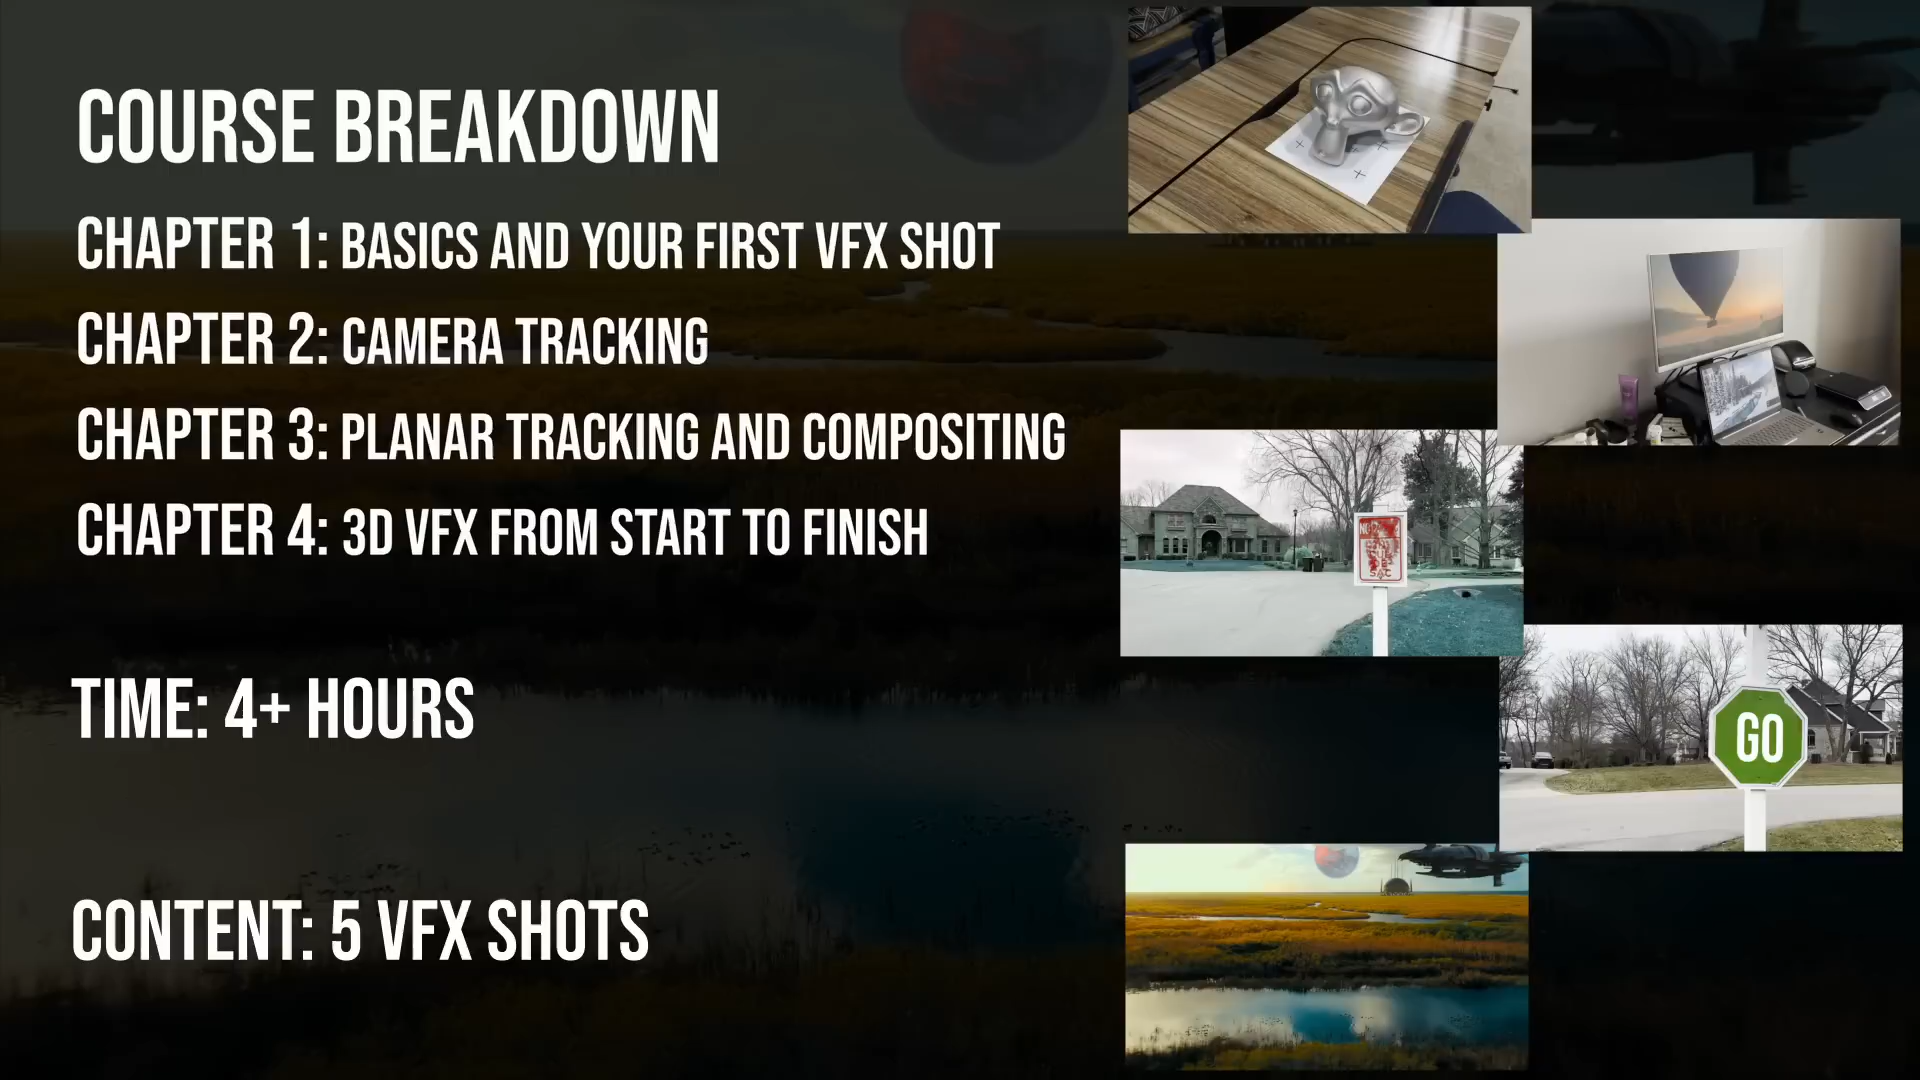 COURSE BREAKDOWN
CHAPTER 1: BASICS AND YOUR FIRST VFX SHOT
CHAPTER 2: CAMERA TRACKING
CHAPTER 3: PLANAR TRACKING AND COMPOSITING
CHAPTER 4: 3D VFX FROM START TO FINISH
TIME: 4+ HOURS
CONTENT: 5 VFX SHOTS
SAC
GO